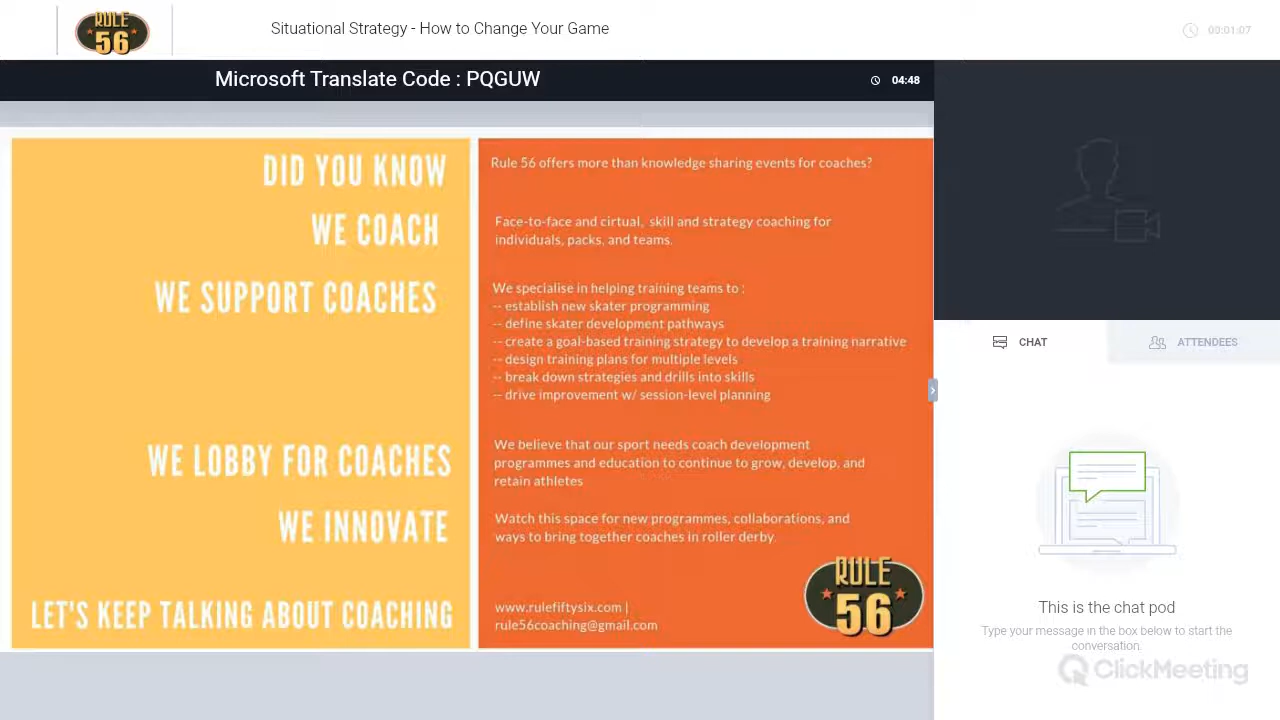 RULE
56
Situational Strategy - How to Change Your Game
00:01:07
Microsoft Translate Code : PQGUW
04:48
DID YOU KNOW
Rule 56 offers more than knowledge sharing events for coaches?
WE COACH
Face-to-face and cirtual, skill and strategy coaching for
individuals, packs, and teams.
WE SUPPORT COACHES
We specialise in helping training teams to :
-- establish new skater programming
-- define skater development pathways
-- create a goal-based training strategy to develop a training narrative
-- design training plans for multiple levels
-- break down strategies and drills into skills
-- drive improvement w/ session-level planning
WE LOBBY FOR COACHES
We believe that our sport needs coach development
programmes and education to continue to grow, develop, and
retain athletes
WE INNOVATE
Watch this space for new programmes, collaborations, and
ways to bring together coaches in roller derby.
LET'S KEEP TALKING ABOUT COACHING
www.rulefiftysix.com |
rule56coaching@gmail.com
RULE
56
CHAT
ATTENDEES
This is the chat pod
Type your message in the box below to start the
conversation.
ClickMeeting